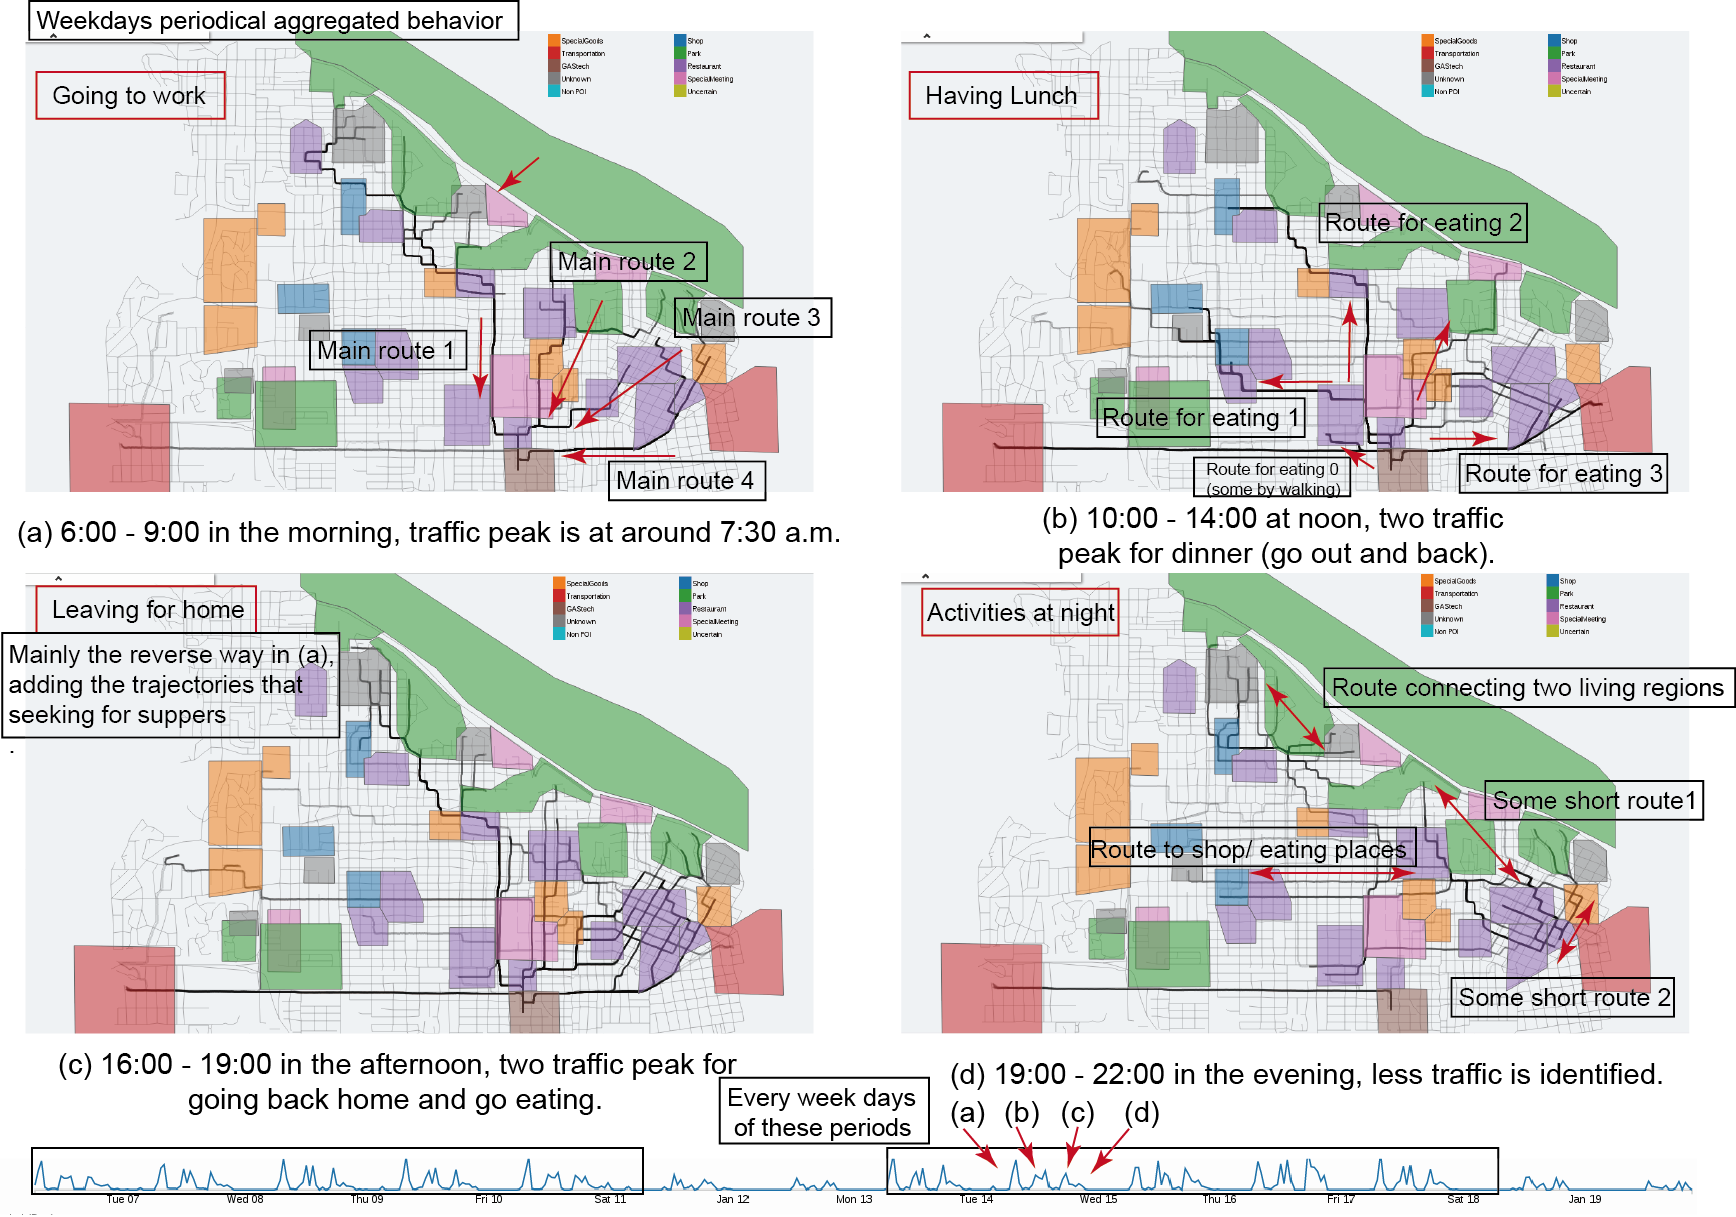 Weekdays periodical aggregated behavior
Going to work
SpecialGoods
Transportation
GAStech
Unknown
Non POI
Shop
Park
Restaurant
SpecialMeeting
Uncertain
Main route 2
Main route 3
Main route 1
Main route 4
(a) 6:00 - 9:00 in the morning, traffic peak is at around 7:30 a.m.
Having Lunch
SpecialGoods
Transportation
GAStech
Unknown
Non POI
Shop
Park
Restaurant
SpecialMeeting
Uncertain
Route for eating 2
Route for eating 1
Route for eating 0
(some by walking)
Route for eating 3
(b) 10:00 - 14:00 at noon, two traffic
peak for dinner (go out and back).
Leaving for home
Mainly the reverse way in (a),
adding the trajectories that
seeking for suppers
.
SpecialGoods
Transportation
GAStech
Unknown
Non POI
Shop
Park
Restaurant
SpecialMeeting
Uncertain
(c) 16:00 - 19:00 in the afternoon, two traffic peak for
going back home and go eating.
Activities at night
SpecialGoods
Transportation
GAStech
Unknown
Non POI
Shop
Park
Restaurant
SpecialMeeting
Uncertain
Route connecting two living regions
Some short route1
Route to shop/ eating places
Some short route 2
(d) 19:00 - 22:00 in the evening, less traffic is identified.
Every week days
of these periods
(a) (b) (c) (d)
Tue 07 Wed 08 Thu 09 Fri 10 Sat 11 Jan 12 Mon 13 Tue 14 Wed 15 Thu 16 Fri 17 Sat 18 Jan 19